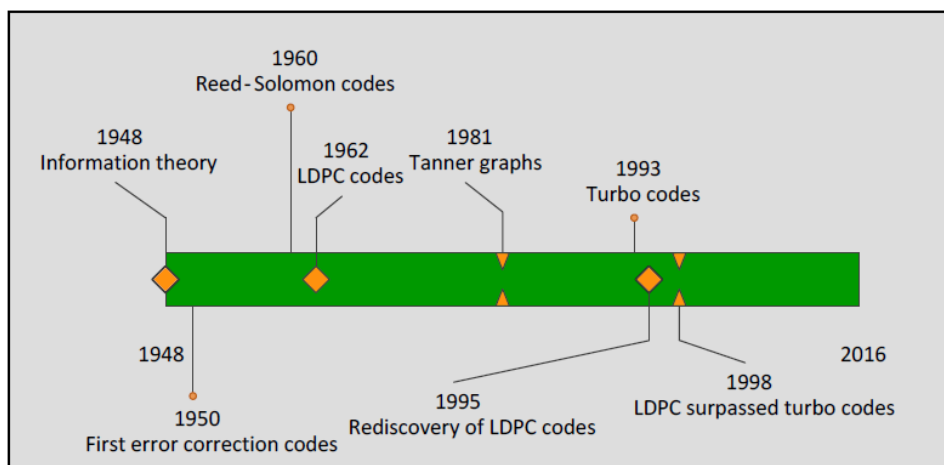 1960
Reed-Solomon codes
1948
Information theory
1962
LDPC codes
1981
Tanner graphs
1993
Turbo codes
1948
2016
1950
First error correction codes
1995
Rediscovery of LDPC codes
1998
LDPC surpassed turbo codes